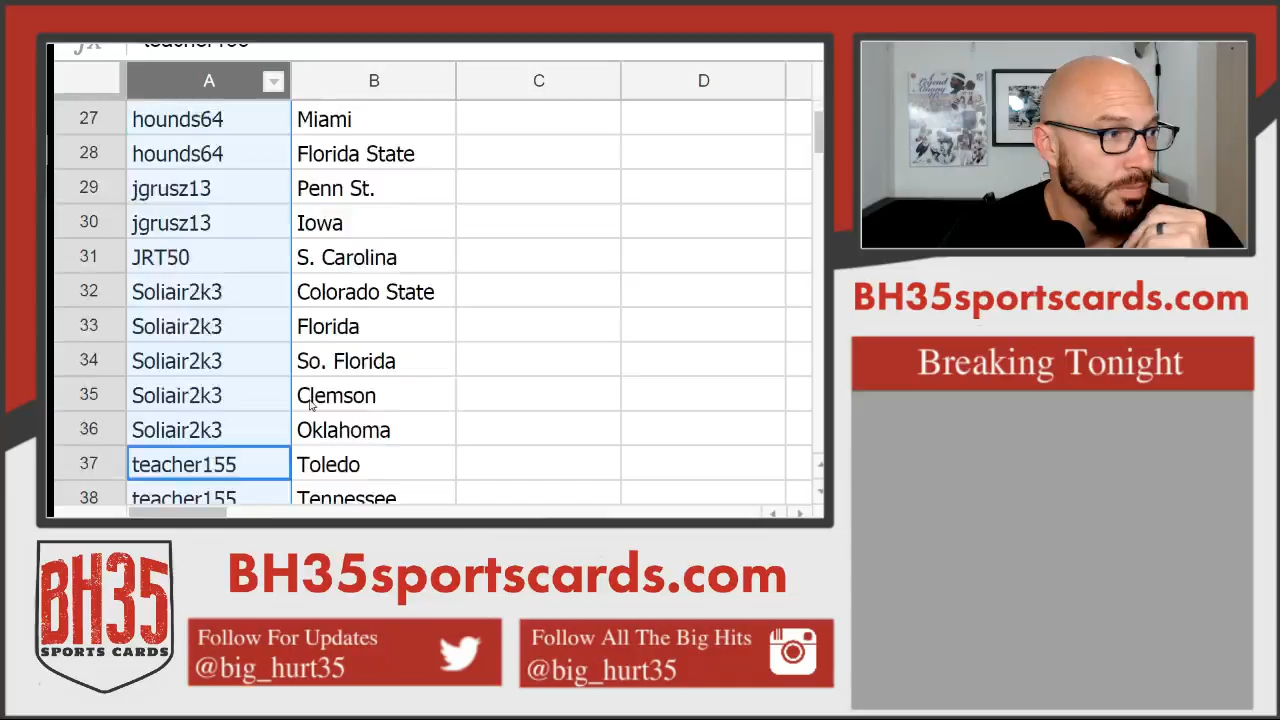 A B C D
27 hounds64 Miami
28 hounds64 Florida State
29 jgrusz13 Penn St.
30 jgrusz13 Iowa
31 JRT50 S. Carolina
32 Soliair2k3 Colorado State
33 Soliair2k3 Florida
34 Soliair2k3 So. Florida
35 Soliair2k3 Clemson
36 Soliair2k3 Oklahoma
37 teacher155 Toledo
38 teacher155 Tennessee
BH35sportscards.com
Breaking Tonight
BH35
SPORTS CARDS
BH35sportscards.com
Follow For Updates
@big_hurt35
Follow All The Big Hits
@big_hurt35